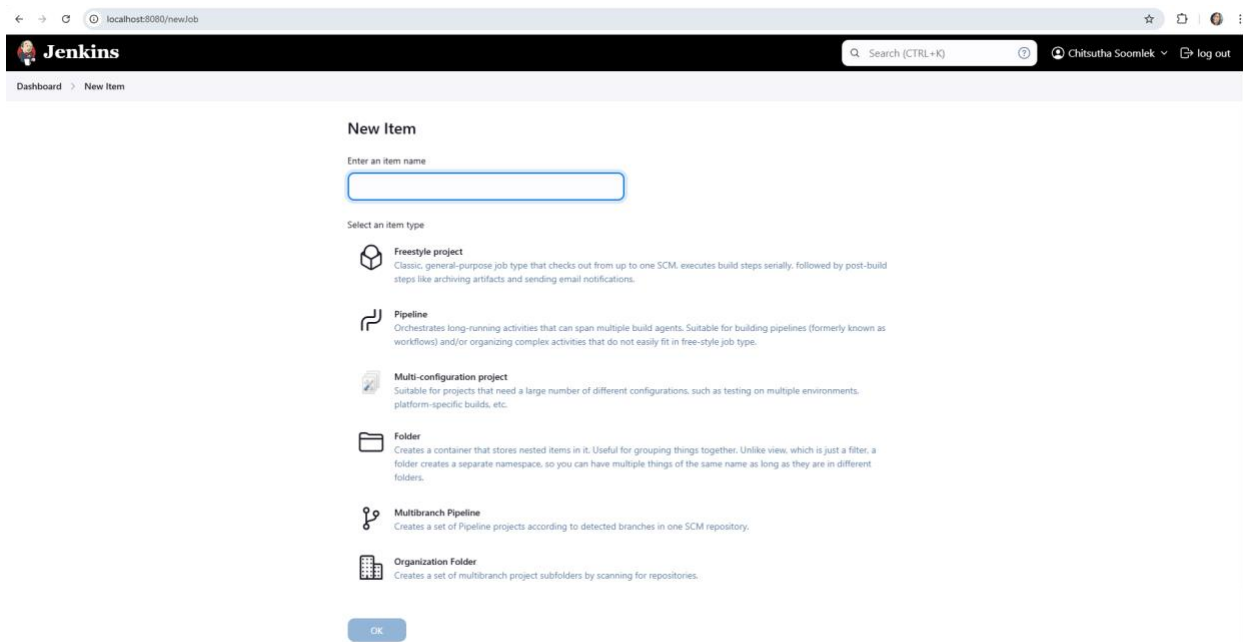 localhost:8080/newJob
Jenkins
Search (CTRL+K)
?
Chitsutha Soomlek
log out
Dashboard > New Item
New Item
Enter an item name
Select an item type
Freestyle project
Classic, general-purpose job type that checks out from up to one SCM, executes build steps serially, followed by post-build
steps like archiving artifacts and sending email notifications.
Pipeline
Orchestrates long-running activities that can span multiple build agents. Suitable for building pipelines (formerly known as
workflows) and/or organizing complex activities that do not easily fit in free-style job type.
Multi-configuration project
Suitable for projects that need a large number of different configurations, such as testing on multiple environments,
platform-specific builds, etc.
Folder
Creates a container that stores nested items in it. Useful for grouping things together. Unlike view, which is just a filter, a
folder creates a separate namespace, so you can have multiple things of the same name as long as they are in different
folders.
Multibranch Pipeline
Creates a set of Pipeline projects according to detected branches in one SCM repository.
Organization Folder
Creates a set of multibranch project subfolders by scanning for repositories.
OK